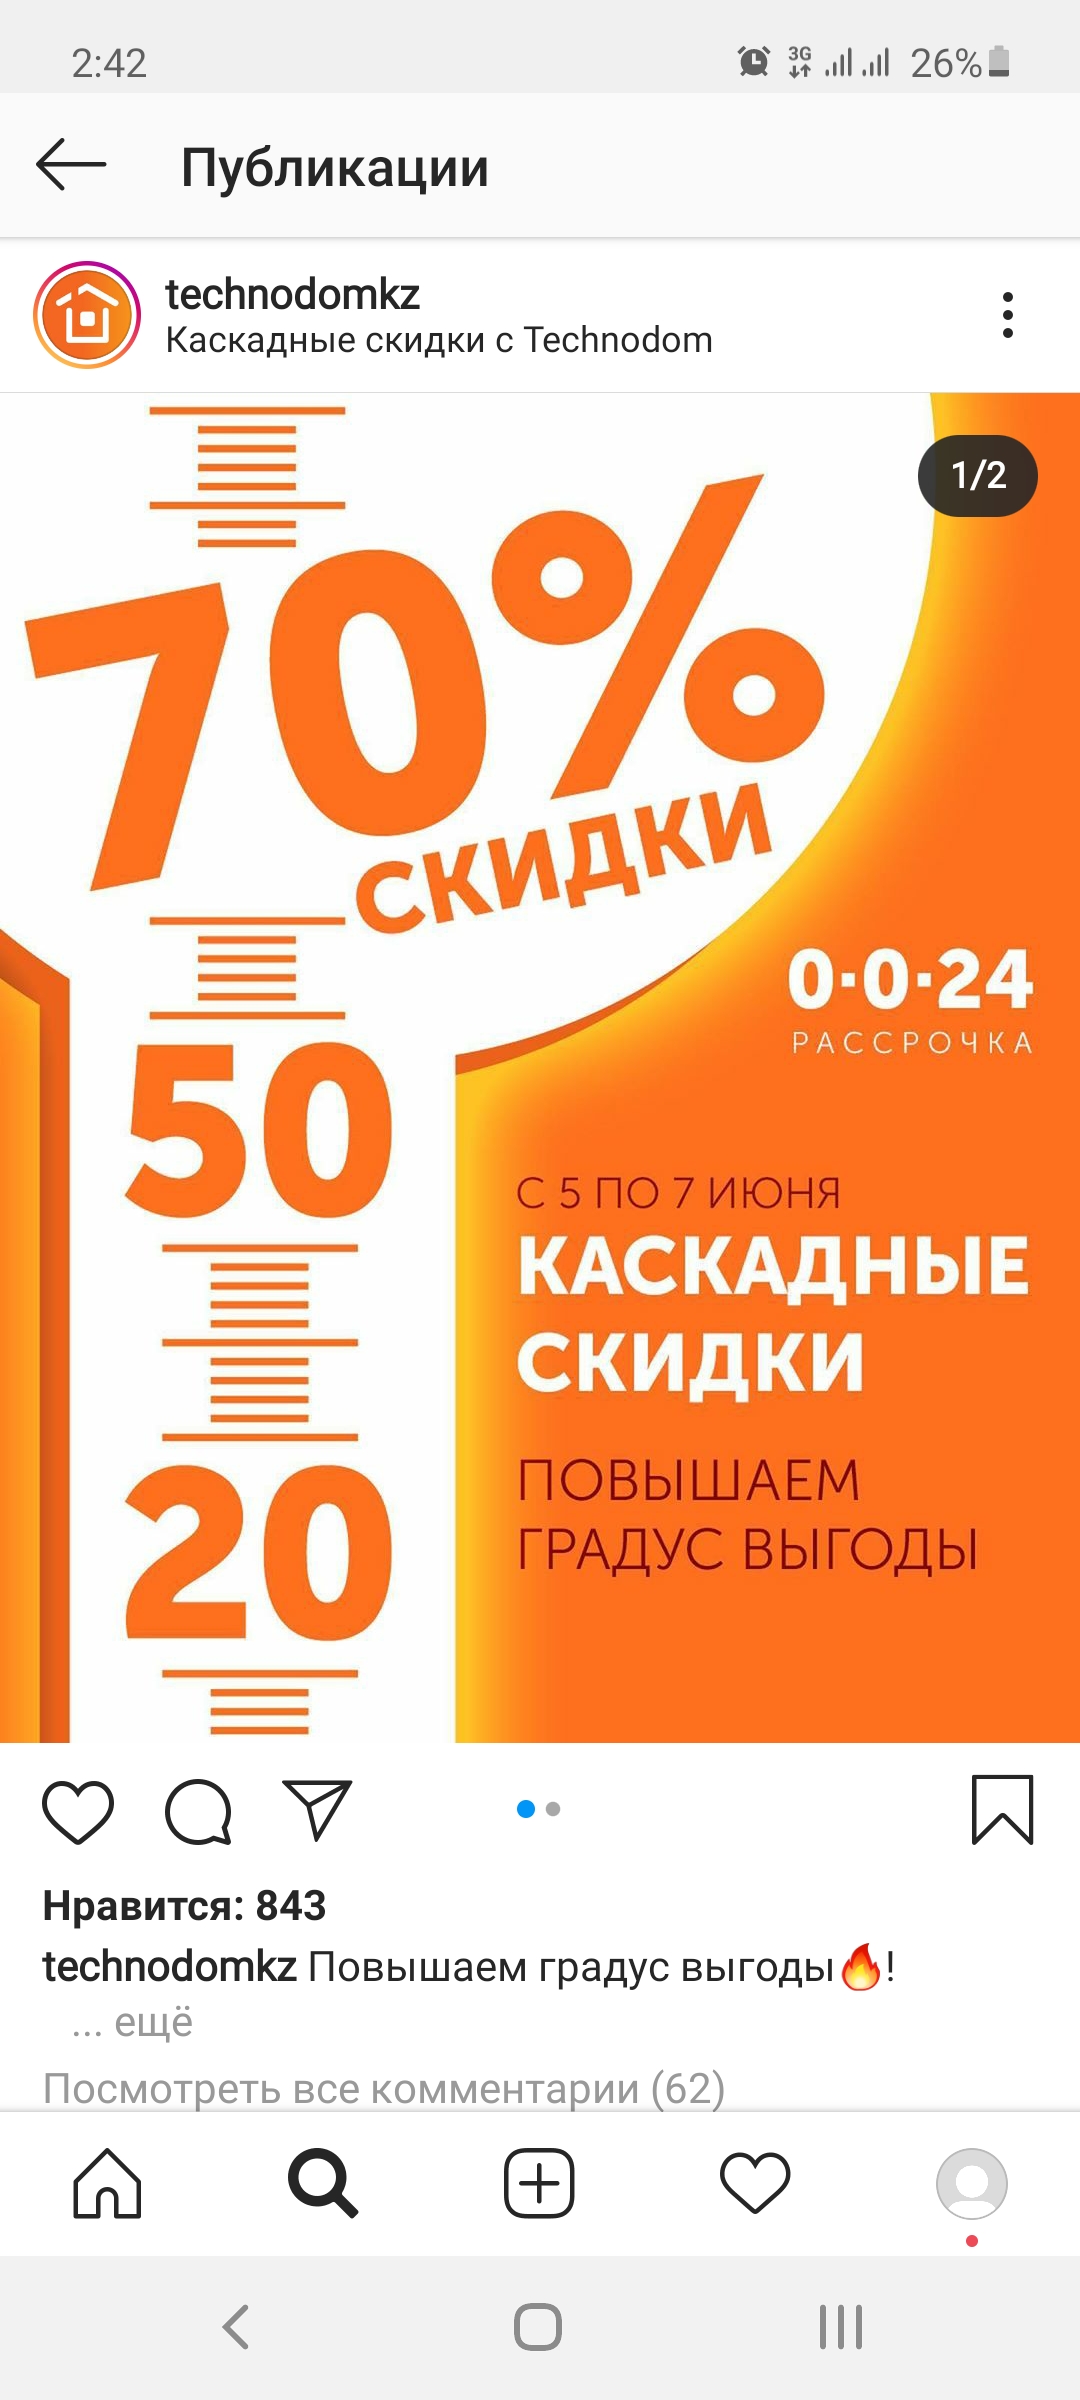 2:42
3G
26%
Публикации
technodomkz
Каскадные скидки с Technodom
1/2
70%
СКИДКИ
0·0·24
РАССРОЧКА
50
С 5 ПО 7 ИЮНЯ
КАСКАДНЫЕ
СКИДКИ
ПОВЫШАЕМ
ГРАДУС ВЫГОДЫ
20
Нравится: 843
technodomkz Повышаем градус выгоды🔥!
... ещё
Посмотреть все комментарии (62)